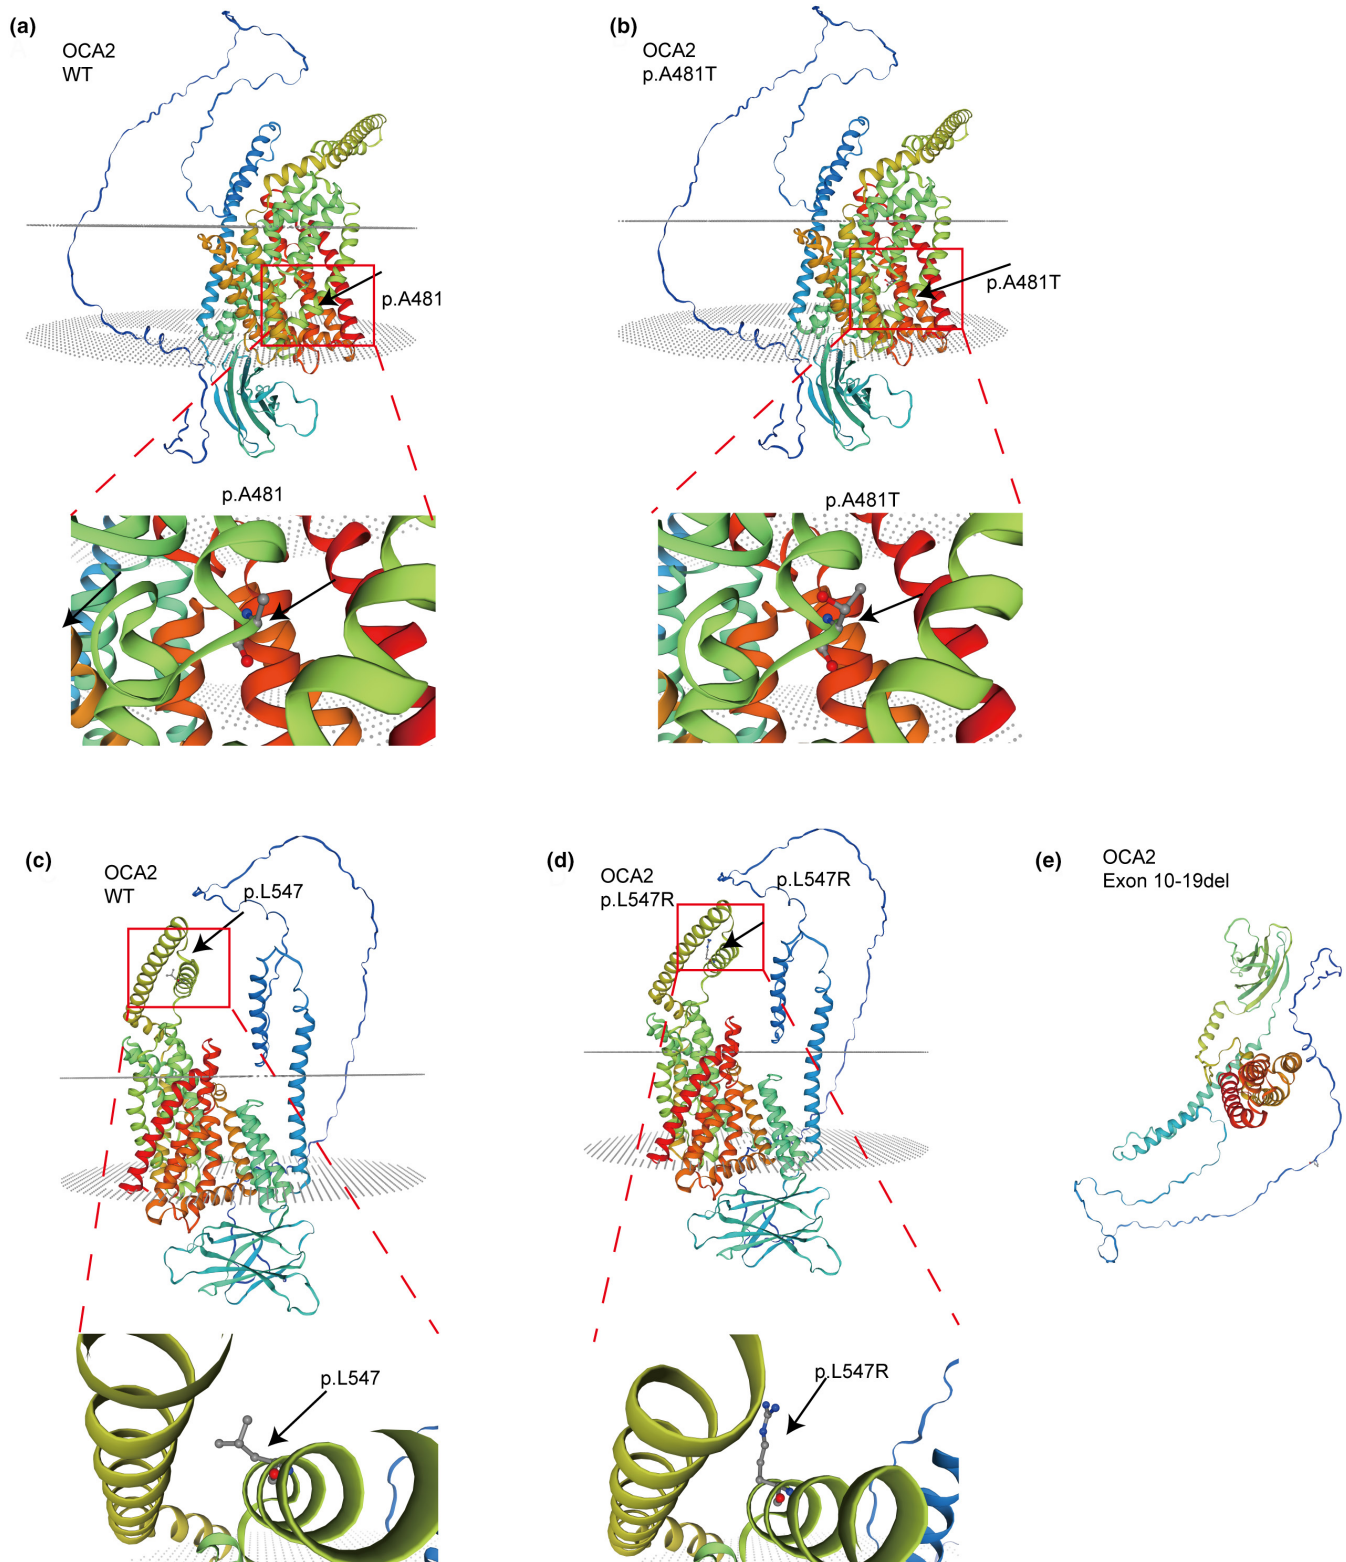 (a)
OCA2
WT
p.A481
p.A481
(b)
OCA2
p.A481T
p.A481T
p.A481T
(c)
OCA2
WT
p.L547
p.L547
(d)
OCA2
p.L547R
p.L547R
p.L547R
(e)
OCA2
Exon 10-19del